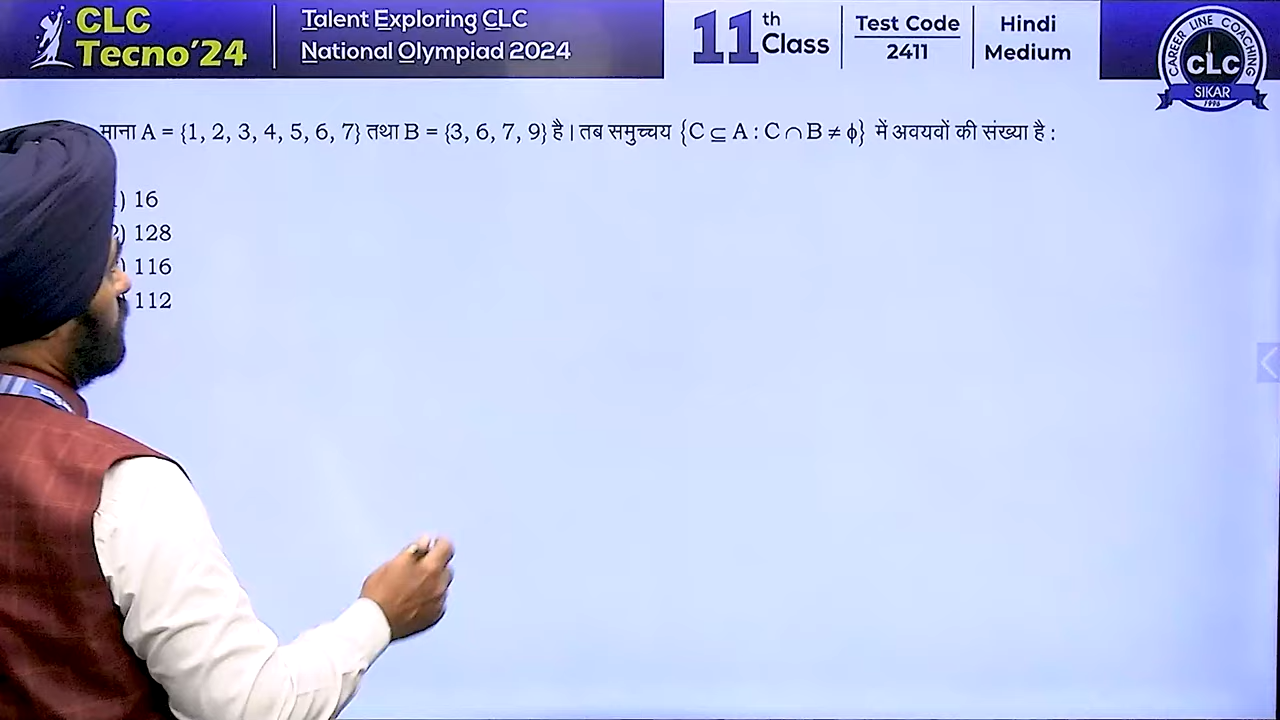 CLC
Tecno'24
Talent Exploring CLC
National Olympiad 2024
11th Class
Test Code
2411
Hindi
Medium
CAREER LINE COACHING
CLC
SIKAR
1996
माना A = {1, 2, 3, 4, 5, 6, 7} तथा B = {3, 6, 7, 9} है। तब समुच्चय {C ⊆ A : C ∩ B ≠ ϕ} में अवयवों की संख्या है :
) 16
2) 128
) 116
112